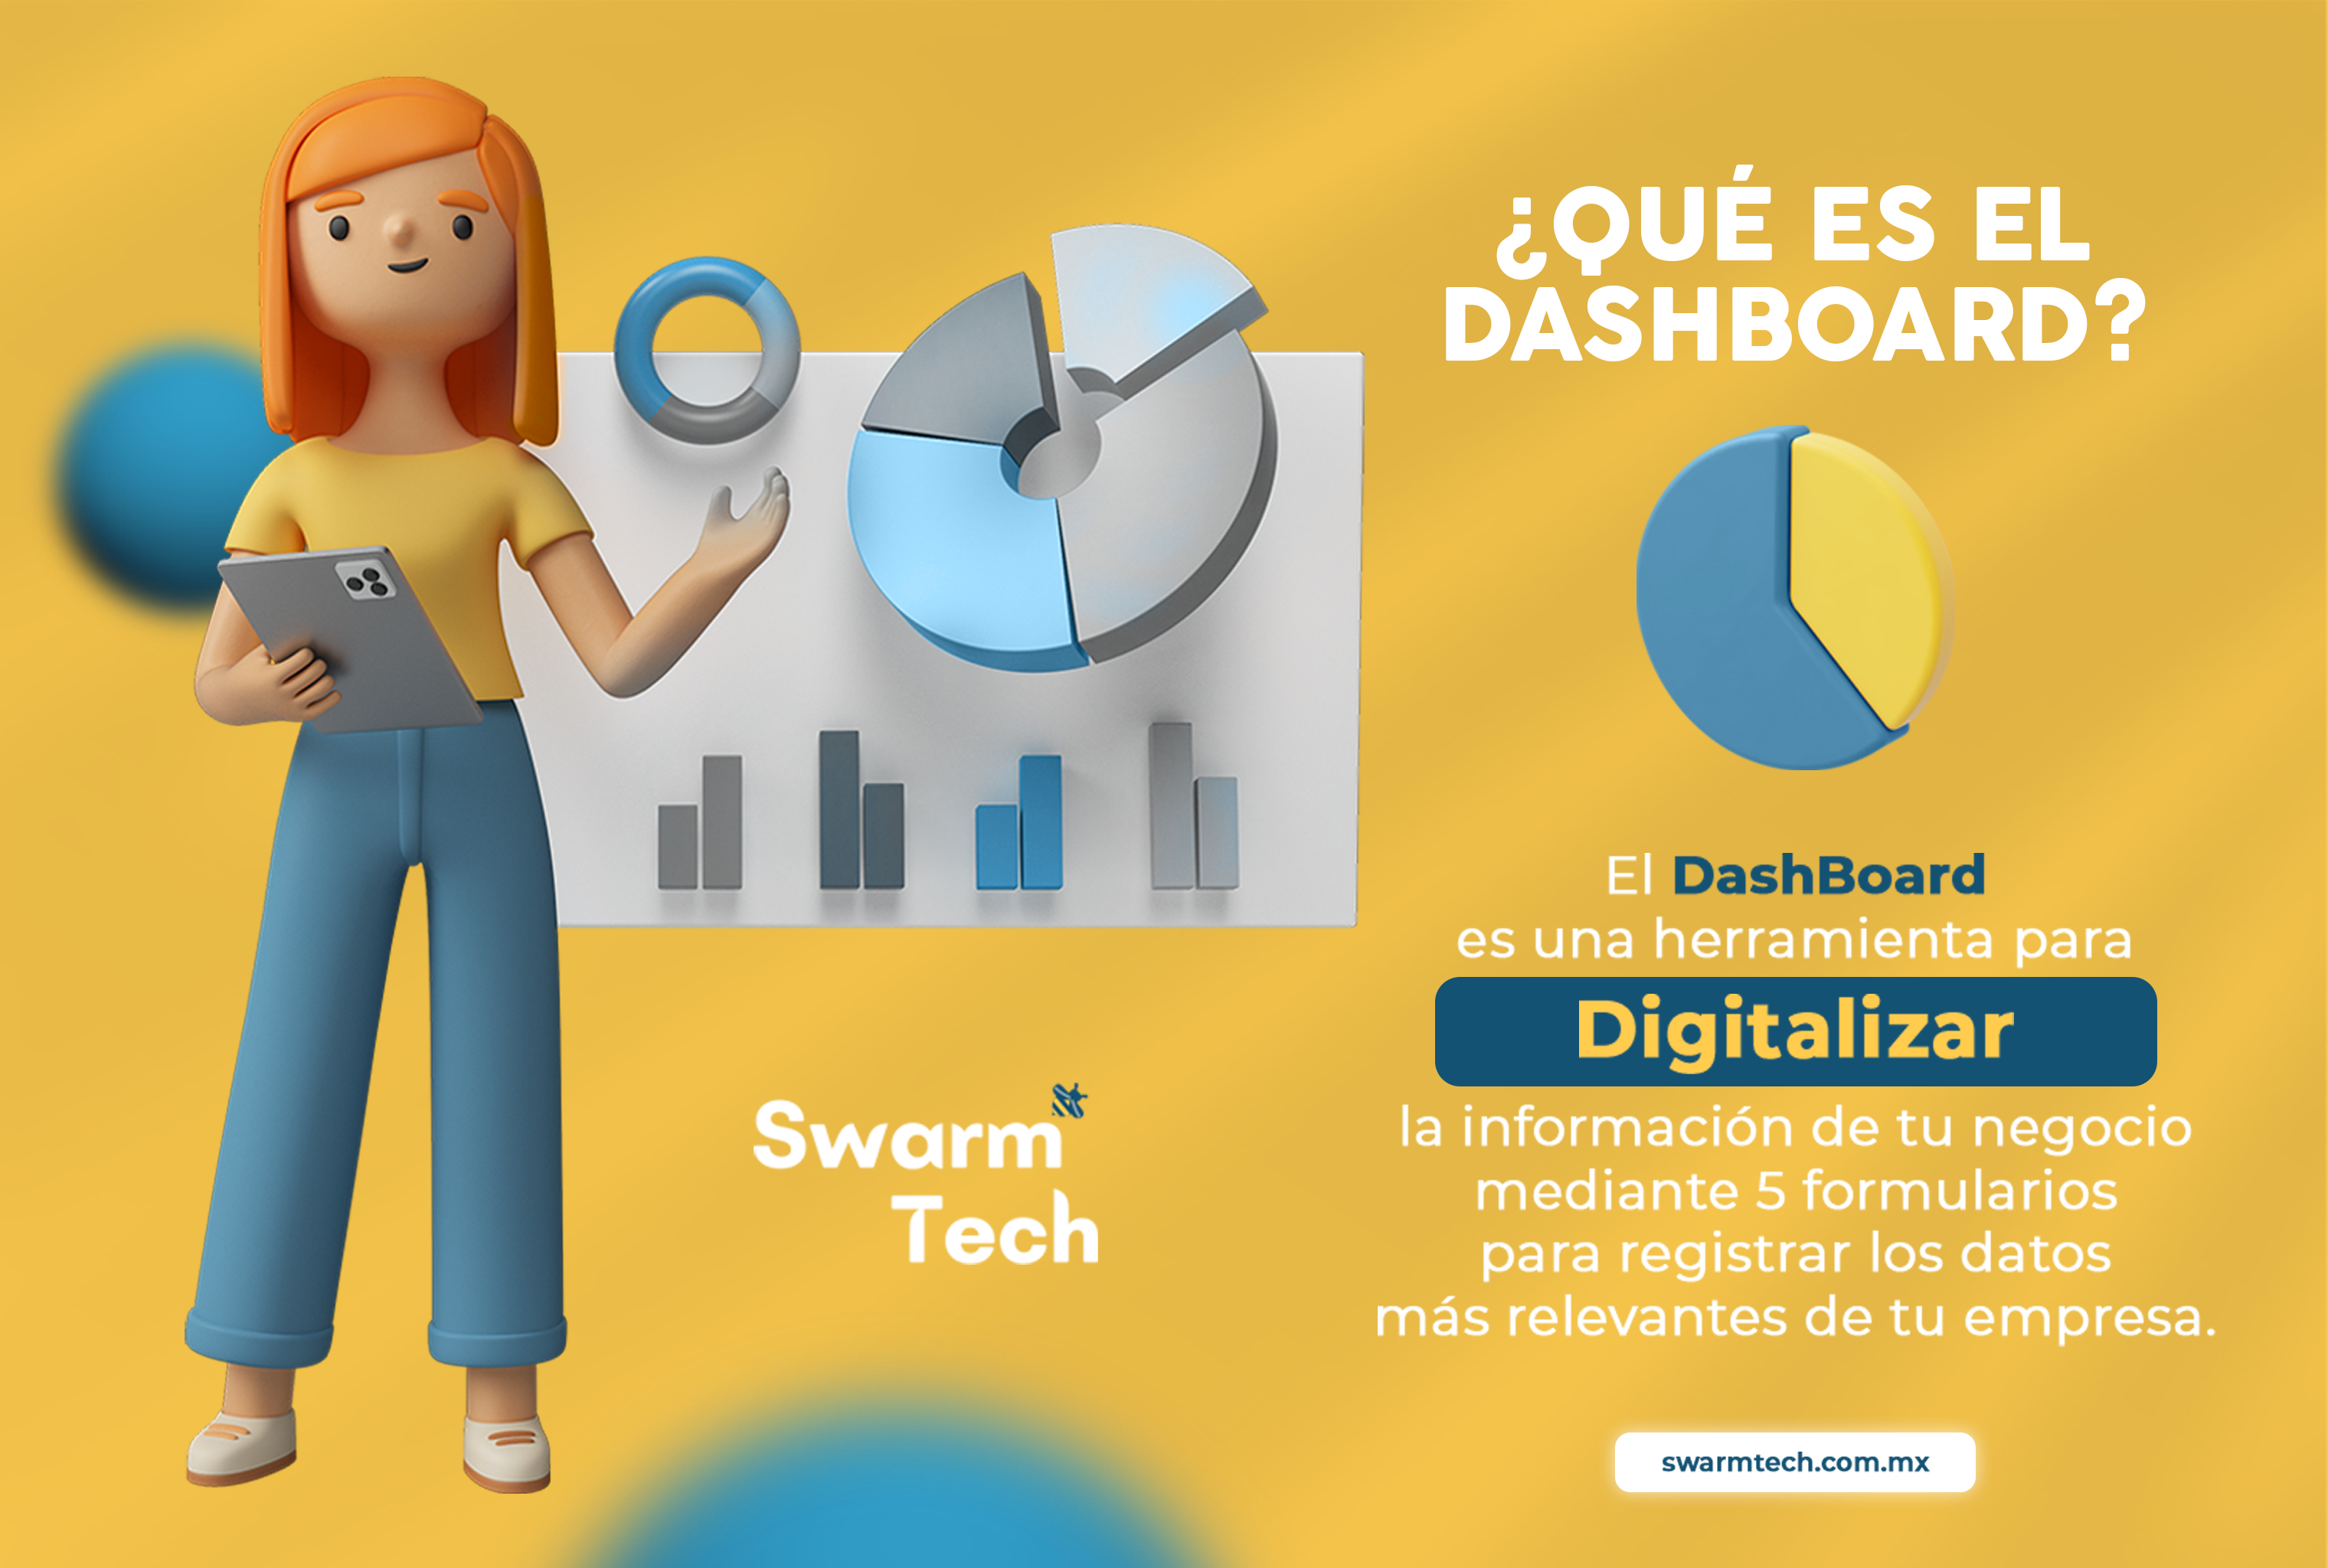 ¿QUÉ ES EL
DASHBOARD?
El DashBoard
es una herramienta para
Digitalizar
la información de tu negocio
mediante 5 formularios
para registrar los datos
más relevantes de tu empresa.
Swarm
Tech
swarmtech.com.mx